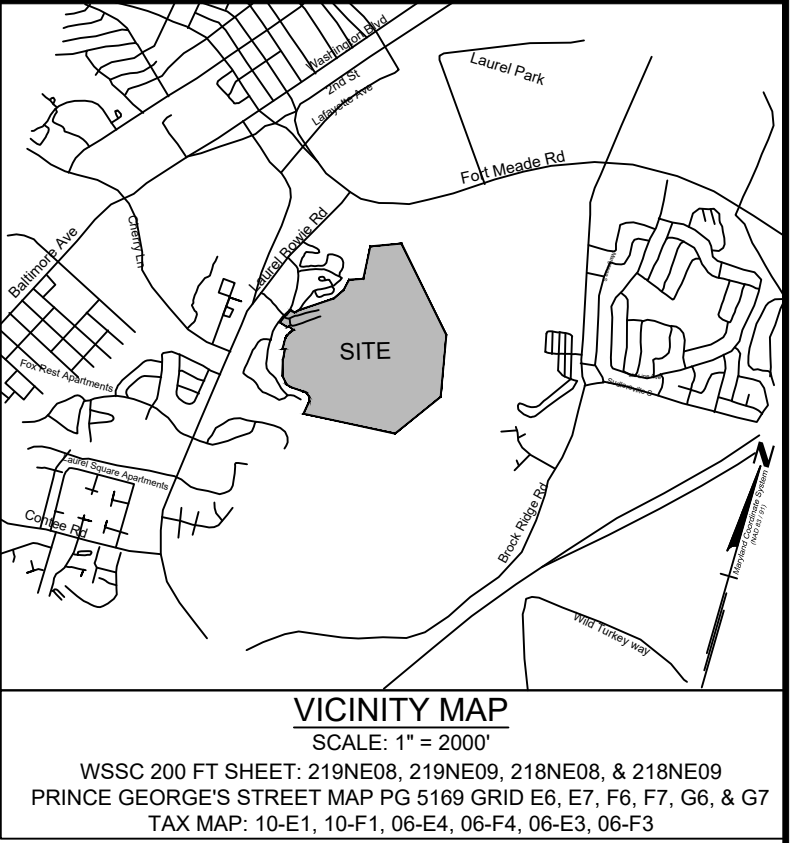 Washington Blvd
2nd St
Lafayette Ave
Laurel Park
Fort Meade Rd
Cherry Ln
Laurel Bowie Rd
Baltimore Ave
SITE
Fox Rest Apartments
Laurel Square Apartments
Contee Rd
Brock Ridge Rd
Wild Turkey way
N
Maryland Coordinate System
(NAD 83 / 91)
VICINITY MAP
SCALE: 1" = 2000'
WSSC 200 FT SHEET: 219NE08, 219NE09, 218NE08, & 218NE09
PRINCE GEORGE'S STREET MAP PG 5169 GRID E6, E7, F6, F7, G6, & G7
TAX MAP: 10-E1, 10-F1, 06-E4, 06-F4, 06-E3, 06-F3